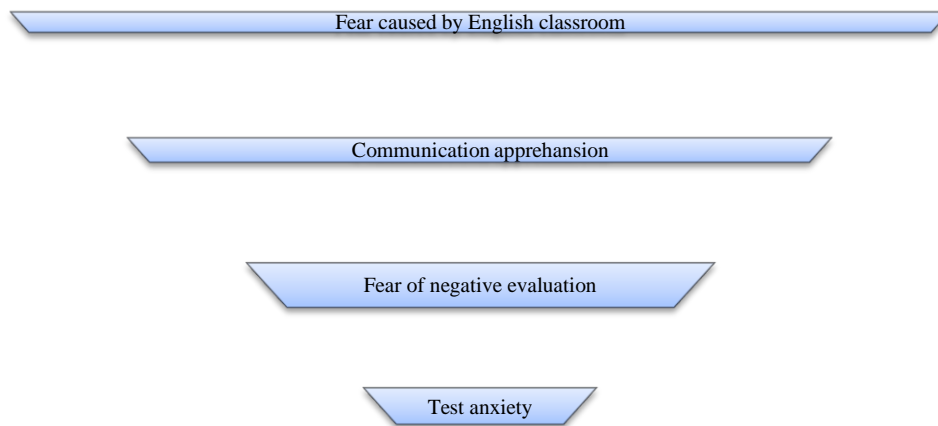 Fear caused by English classroom
Communication apprehansion
Fear of negative evaluation
Test anxiety